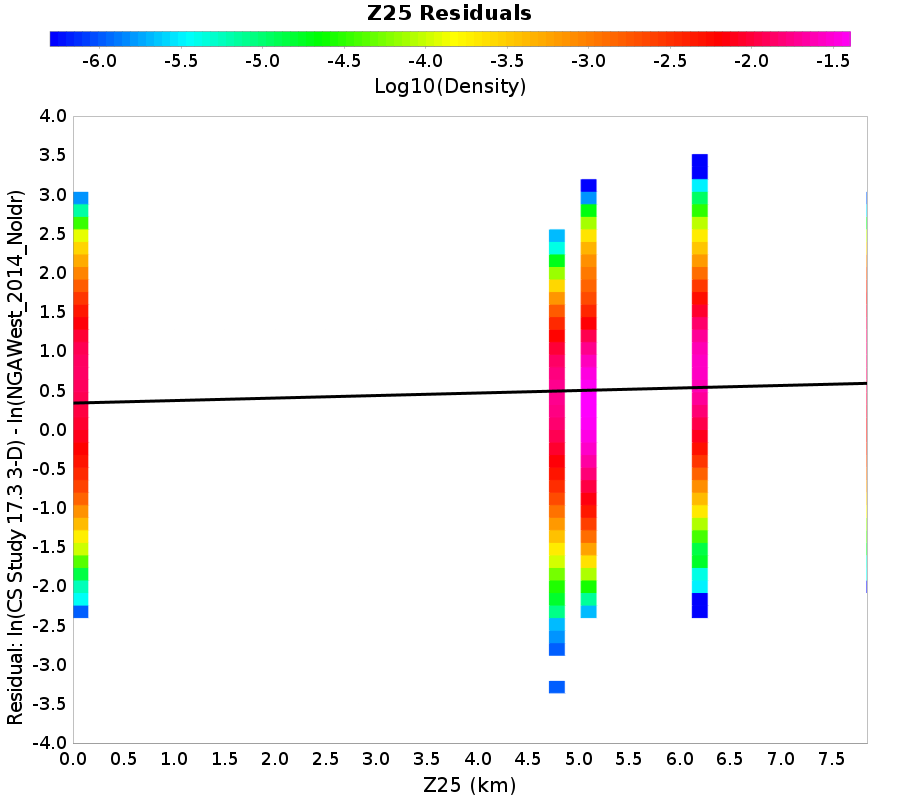 Z25 Residuals
-6.0 -5.5 -5.0 -4.5 -4.0 -3.5 -3.0 -2.5 -2.0 -1.5
Log10(Density)
Residual: ln(CS Study 17.3 3-D) - ln(NGAWest_2014_NoIdr)
4.0
3.5
3.0
2.5
2.0
1.5
1.0
0.5
0.0
-0.5
-1.0
-1.5
-2.0
-2.5
-3.0
-3.5
-4.0
0.0 0.5 1.0 1.5 2.0 2.5 3.0 3.5 4.0 4.5 5.0 5.5 6.0 6.5 7.0 7.5
Z25 (km)